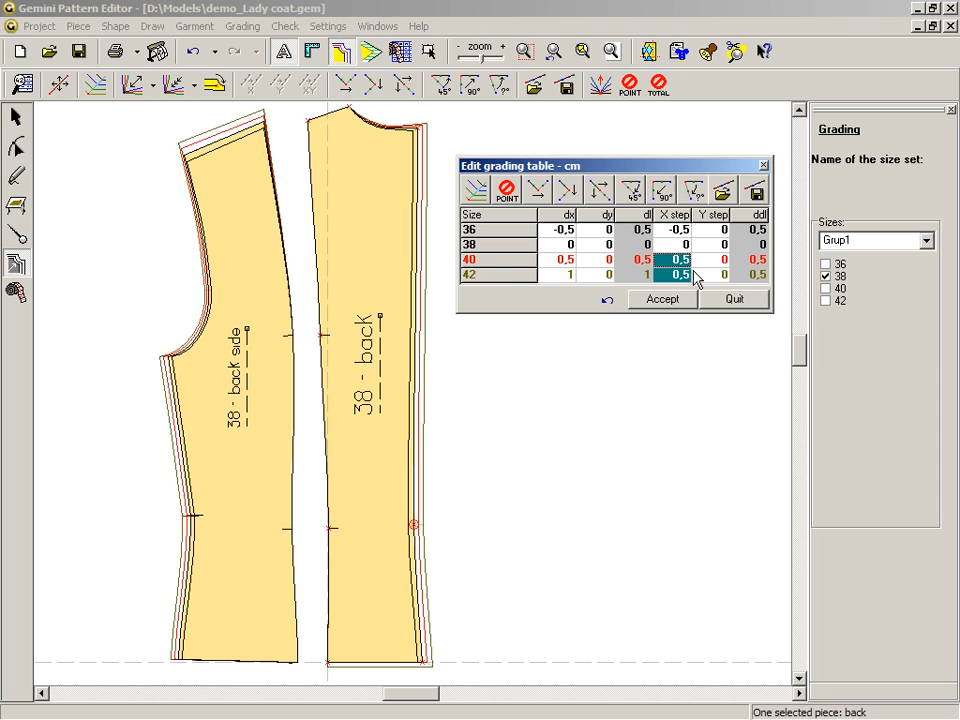 Gemini Pattern Editor - [D:\Models\demo_Lady coat.gem]
Project Piece Shape Draw Garment Grading Check Settings Windows Help
- zoom +
45° 90° ?° POINT TOTAL
Grading
Name of the size set:
Sizes:
Grup1
36
38
40
42
Edit grading table - cm
POINT 45° 90° ?°
Size dx dy dl X step Y step ddl
36 -0,5 0 0,5 -0,5 0 0,5
38 0 0 0 0 0 0
40 0,5 0 0,5 0,5 0 0,5
42 1 0 1 0,5 0 0,5
Accept Quit
38 - back side
38 - back
One selected piece: back